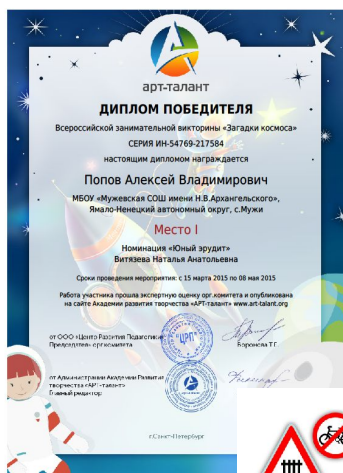 арт-талант
ДИПЛОМ ПОБЕДИТЕЛЯ
Всероссийской занимательной викторины «Загадки космоса»
СЕРИЯ ИН-54769-217584
настоящим дипломом награждается
Попов Алексей Владимирович
МБОУ «Мужевская СОШ имени Н.В.Архангельского»,
Ямало-Ненецкий автономный округ, с.Мужи
Место I
Номинация «Юный эрудит»
Витязева Наталья Анатольевна
Сроки проведения мероприятия: с 15 марта 2015 по 08 мая 2015
Работа участника прошла экспертную оценку орг.комитета и опубликована
на сайте Академии развития творчества «АРТ-талант» www.art-talant.org
от ООО «Центр Развития Педагогики»
Председатель орг.комитета
ЦРП
от Администрации Академии Развития
творчества «АРТ-талант»
Главный редактор
г.Санкт-Петербург